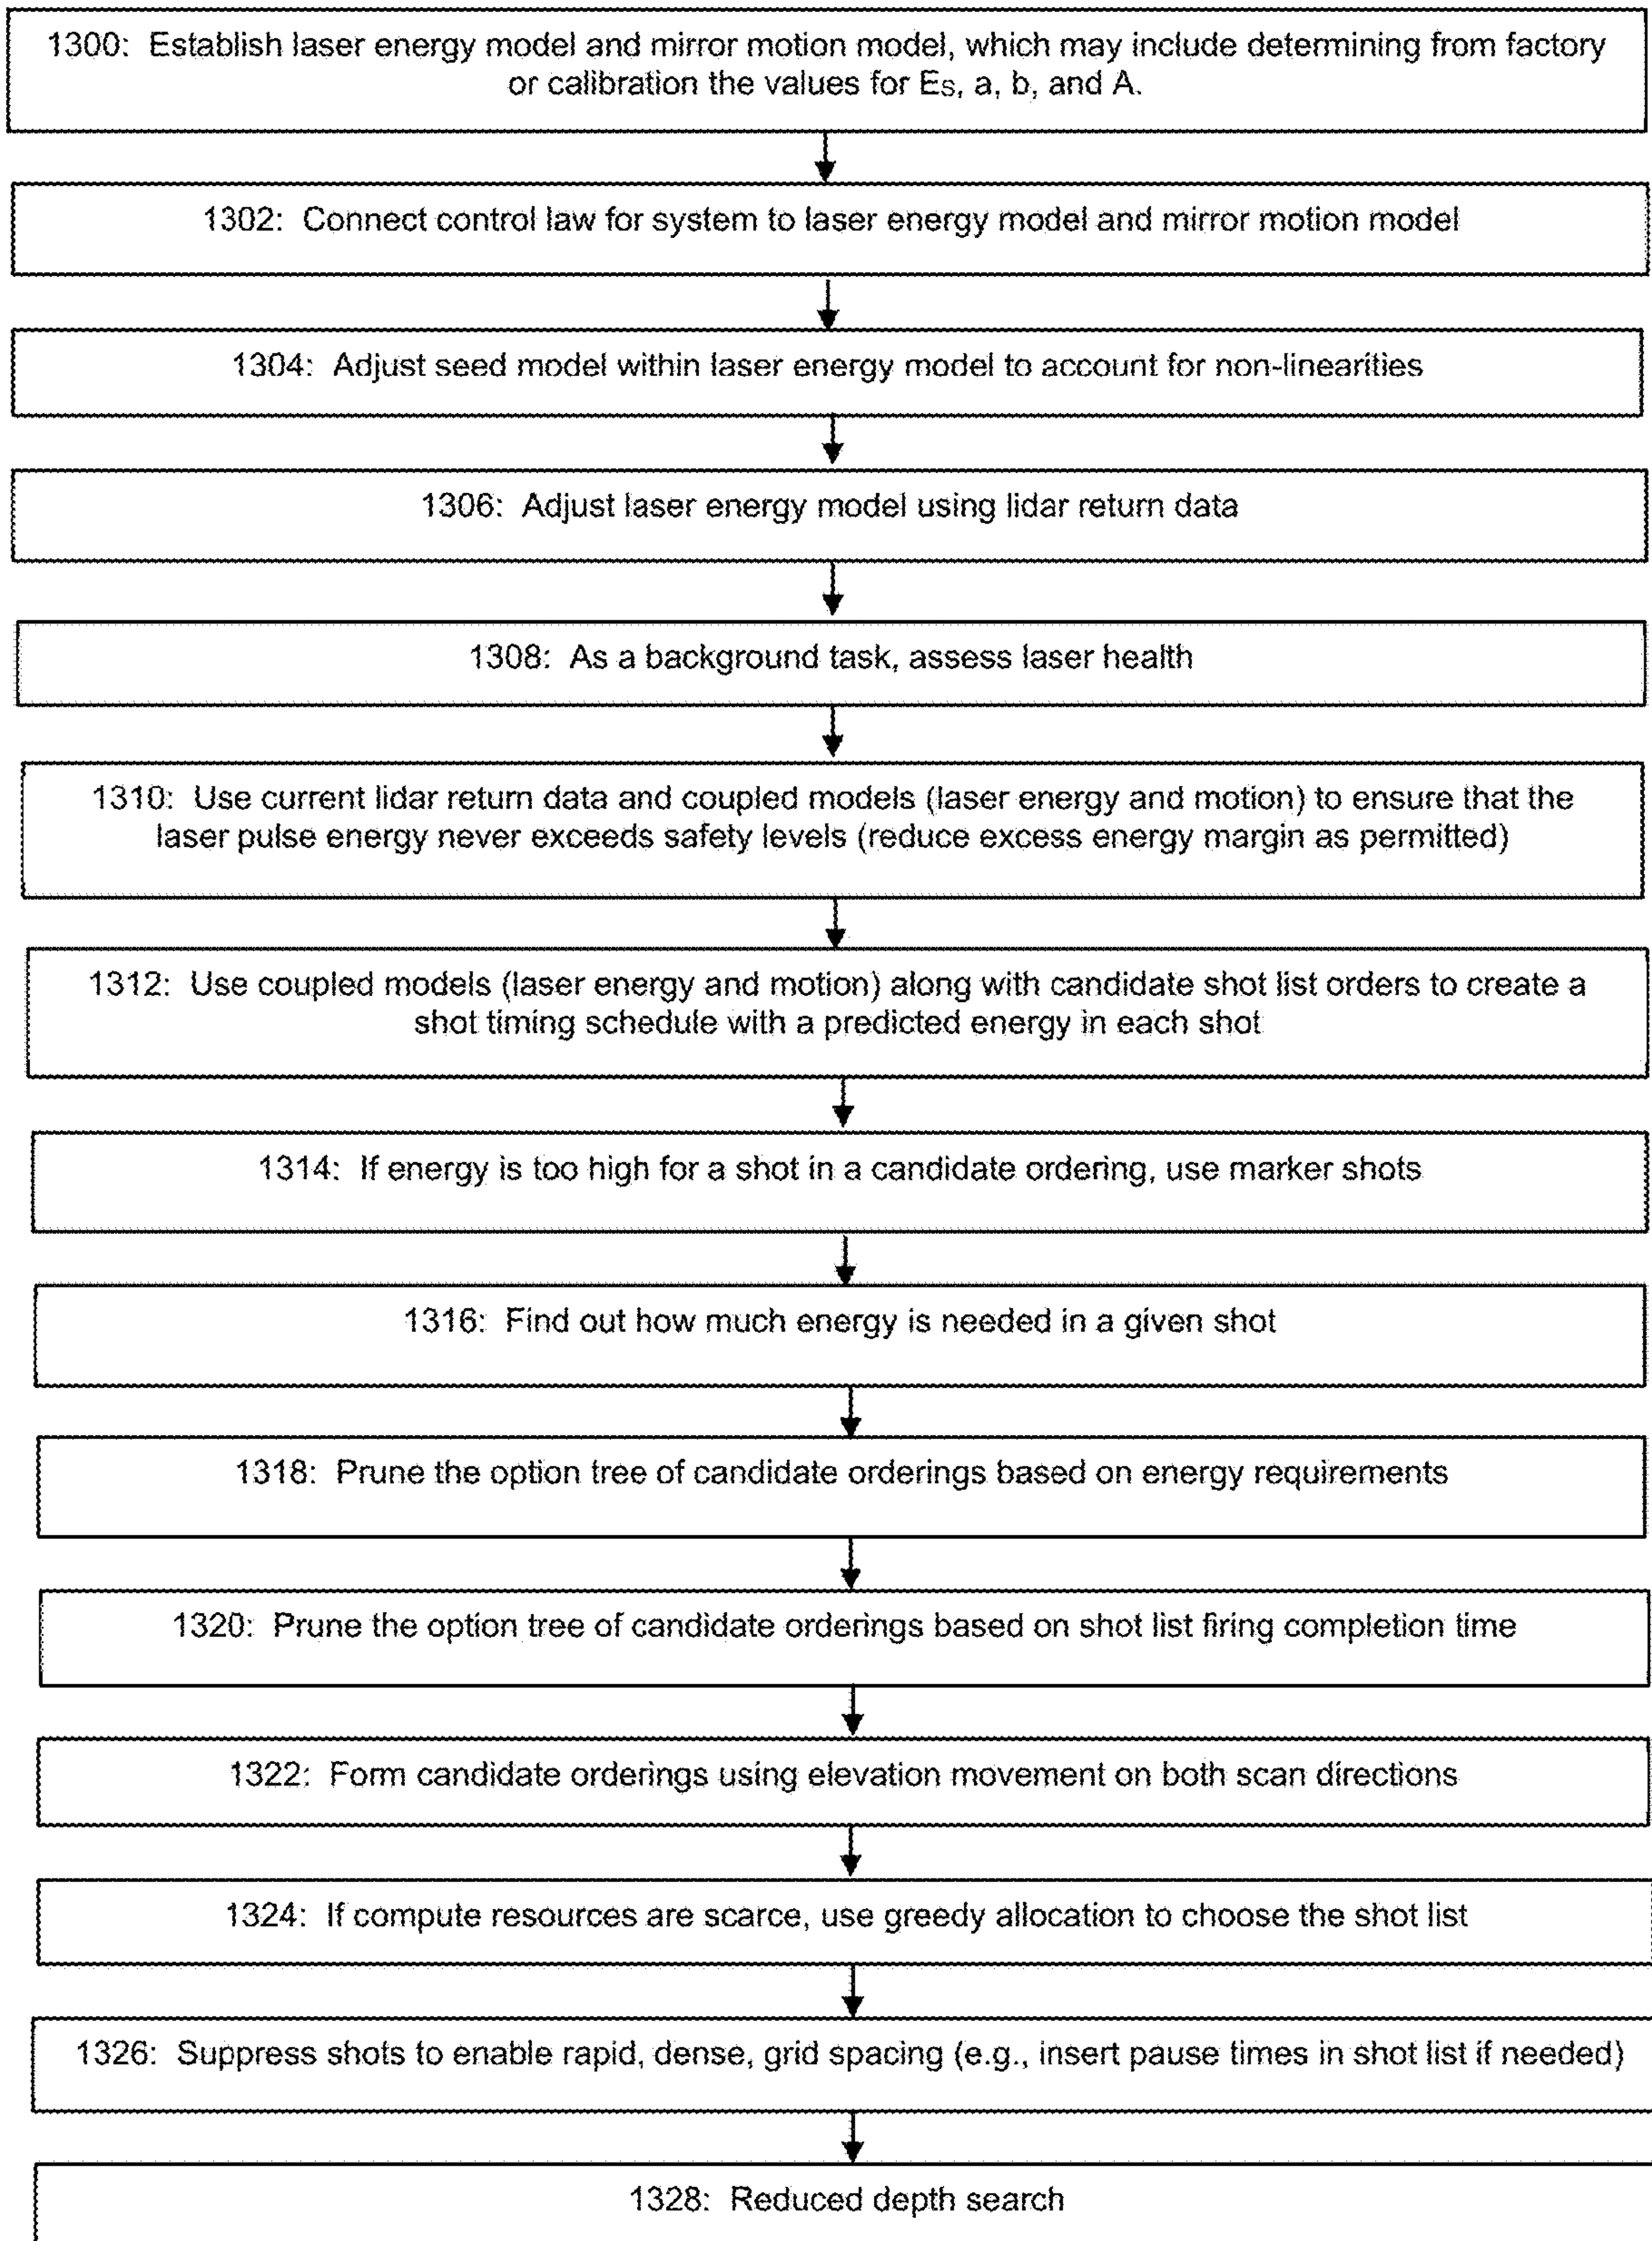 1300: Establish laser energy model and mirror motion model, which may include determining from factory
or calibration the values for Es, a, b, and A.
1302: Connect control law for system to laser energy model and mirror motion model
1304: Adjust seed model within laser energy model to account for non-linearities
1306: Adjust laser energy model using lidar return data
1308: As a background task, assess laser health
1310: Use current lidar return data and coupled models (laser energy and motion) to ensure that the
laser pulse energy never exceeds safety levels (reduce excess energy margin as permitted)
1312: Use coupled models (laser energy and motion) along with candidate shot list orders to create a
shot timing schedule with a predicted energy in each shot
1314: If energy is too high for a shot in a candidate ordering, use marker shots
1316: Find out how much energy is needed in a given shot
1318: Prune the option tree of candidate orderings based on energy requirements
1320: Prune the option tree of candidate orderings based on shot list firing completion time
1322: Form candidate orderings using elevation movement on both scan directions
1324: If compute resources are scarce, use greedy allocation to choose the shot list
1326: Suppress shots to enable rapid, dense, grid spacing (e.g., insert pause times in shot list if needed)
1328: Reduced depth search